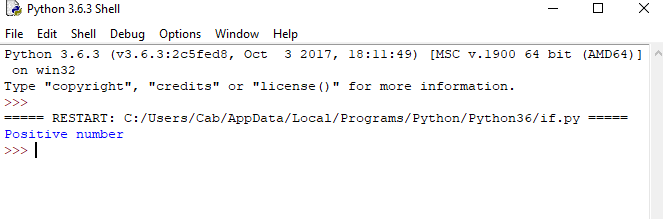 Python 3.6.3 Shell
File Edit Shell Debug Options Window Help
Python 3.6.3 (v3.6.3:2c5fed8, Oct  3 2017, 18:11:49) [MSC v.1900 64 bit (AMD64)]
 on win32
Type "copyright", "credits" or "license()" for more information.
>>>
===== RESTART: C:/Users/Cab/AppData/Local/Programs/Python/Python36/if.py =====
Positive number
>>>